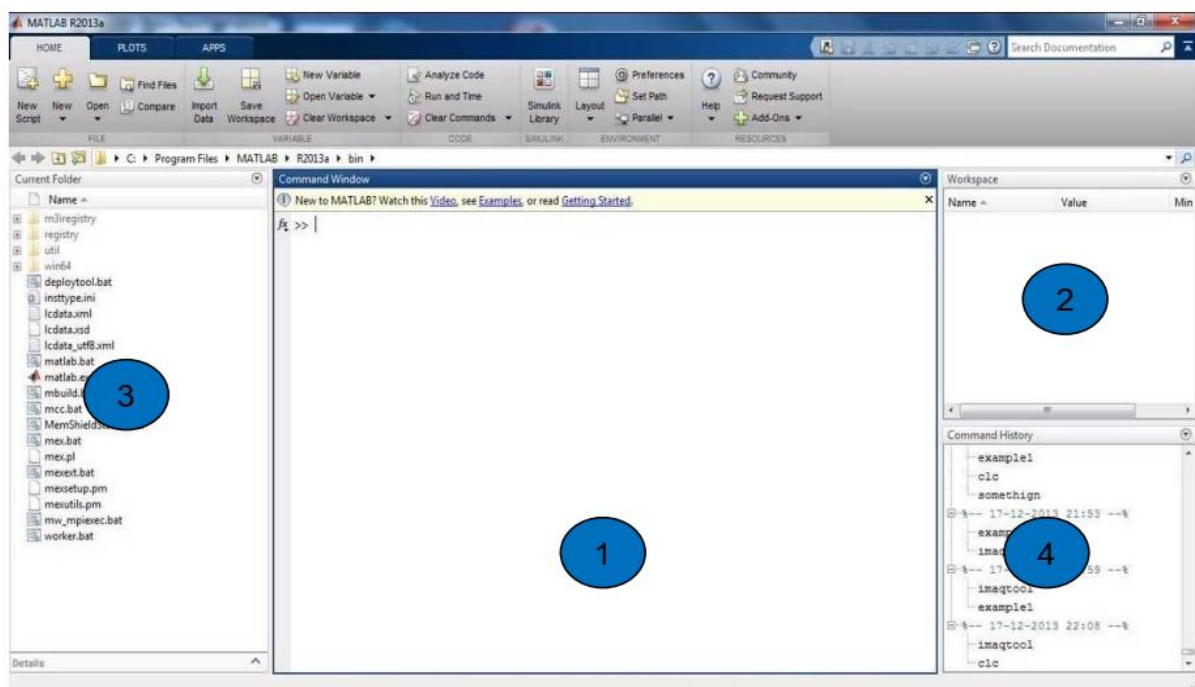 MATLAB R2013a
HOME PLOTS APPS
Search Documentation
New Script
New
Open
Find Files
Compare
FILE
Import Data
Save Workspace
New Variable
Open Variable
Clear Workspace
VARIABLE
Analyze Code
Run and Time
Clear Commands
CODE
Simulink Library
SIMULINK
Layout
Preferences
Set Path
Parallel
ENVIRONMENT
Help
Community
Request Support
Add-Ons
RESOURCES
C: Program Files MATLAB R2013a bin
Current Folder
Name
m3iregistry
registry
util
win64
deploytool.bat
insttype.ini
lcdata.xml
lcdata.xsd
lcdata_utf8.xml
matlab.bat
mcc.bat
mex.bat
mex.pl
mexext.bat
mexsetup.pm
mexutils.pm
mw_mpiexec.bat
worker.bat
Details
3
Command Window
New to MATLAB? Watch this Video, see Examples, or read Getting Started.
fx >>
1
Workspace
Name Value Min
2
Command History
example1
clc
somethign
%-- 17-12-2013 21:53 --%
imaqtool
example1
%-- 17-12-2013 22:08 --%
imaqtool
clc
4